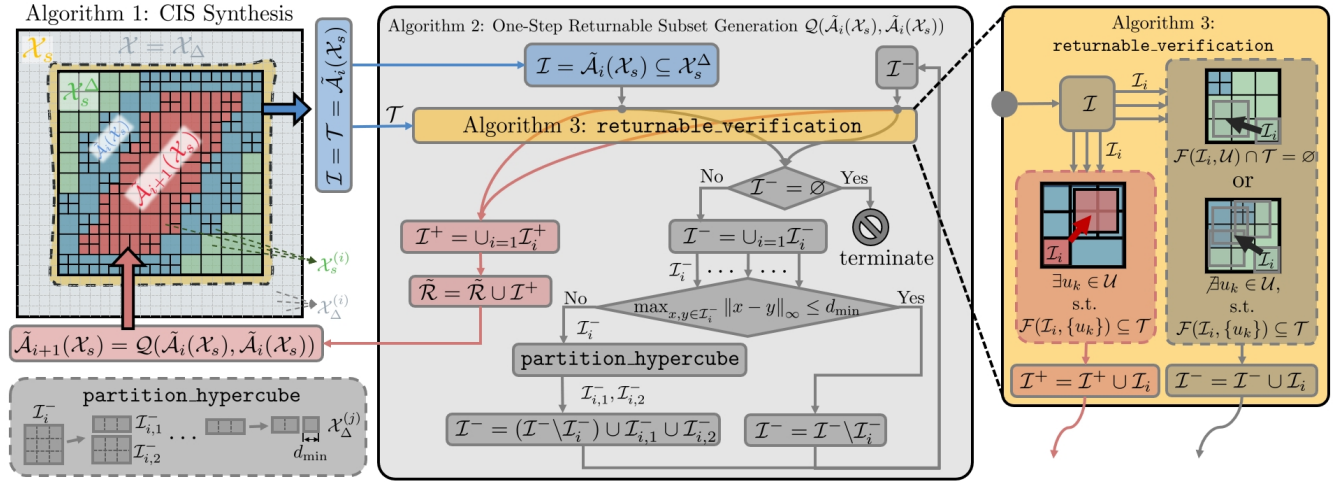 Algorithm 1: CIS Synthesis
𝒳_s
𝒳 = 𝒳_Δ
𝒳_s^Δ
Ã_i(𝒳_s)
Ã_{i+1}(𝒳_s)
𝒳_s^{(i)}
𝒳_Δ^{(i)}
ℐ = 𝒯 = Ã_i(𝒳_s)
Ã_{i+1}(𝒳_s) = 𝒬(Ã_i(𝒳_s), Ã_i(𝒳_s))
partition_hypercube
ℐ_i^-
ℐ_{i,1}^-
ℐ_{i,2}^-
. . .
d_min
𝒳_Δ^{(j)}
Algorithm 2: One-Step Returnable Subset Generation 𝒬(Ã_i(𝒳_s), Ã_i(𝒳_s))
ℐ = Ã_i(𝒳_s) ⊆ 𝒳_s^Δ
ℐ^-
𝒯
Algorithm 3: returnable_verification
No
ℐ^- = ∅
Yes
terminate
ℐ^+ = ∪_{i=1} ℐ_i^+
ℛ̃ = ℛ̃ ∪ ℐ^+
ℐ^- = ∪_{i=1} ℐ_i^-
ℐ_i^- . . . . . .
No
max_{x,y∈ℐ_i^-} ‖x − y‖_∞ ≤ d_min
Yes
ℐ_i^-
partition_hypercube
ℐ_{i,1}^-, ℐ_{i,2}^-
ℐ^- = (ℐ^-\ℐ_i^-) ∪ ℐ_{i,1}^- ∪ ℐ_{i,2}^-
ℐ^- = ℐ^-\ℐ_i^-
Algorithm 3:
returnable_verification
ℐ
ℐ_i
ℐ_i
ℐ_i
ℱ(ℐ_i, 𝒰) ∩ 𝒯 = ∅
or
ℐ_i
∄u_k ∈ 𝒰,
s.t.
ℱ(ℐ_i, {u_k}) ⊆ 𝒯
ℐ_i
∃u_k ∈ 𝒰
s.t.
ℱ(ℐ_i, {u_k}) ⊆ 𝒯
ℐ^+ = ℐ^+ ∪ ℐ_i
ℐ^- = ℐ^- ∪ ℐ_i